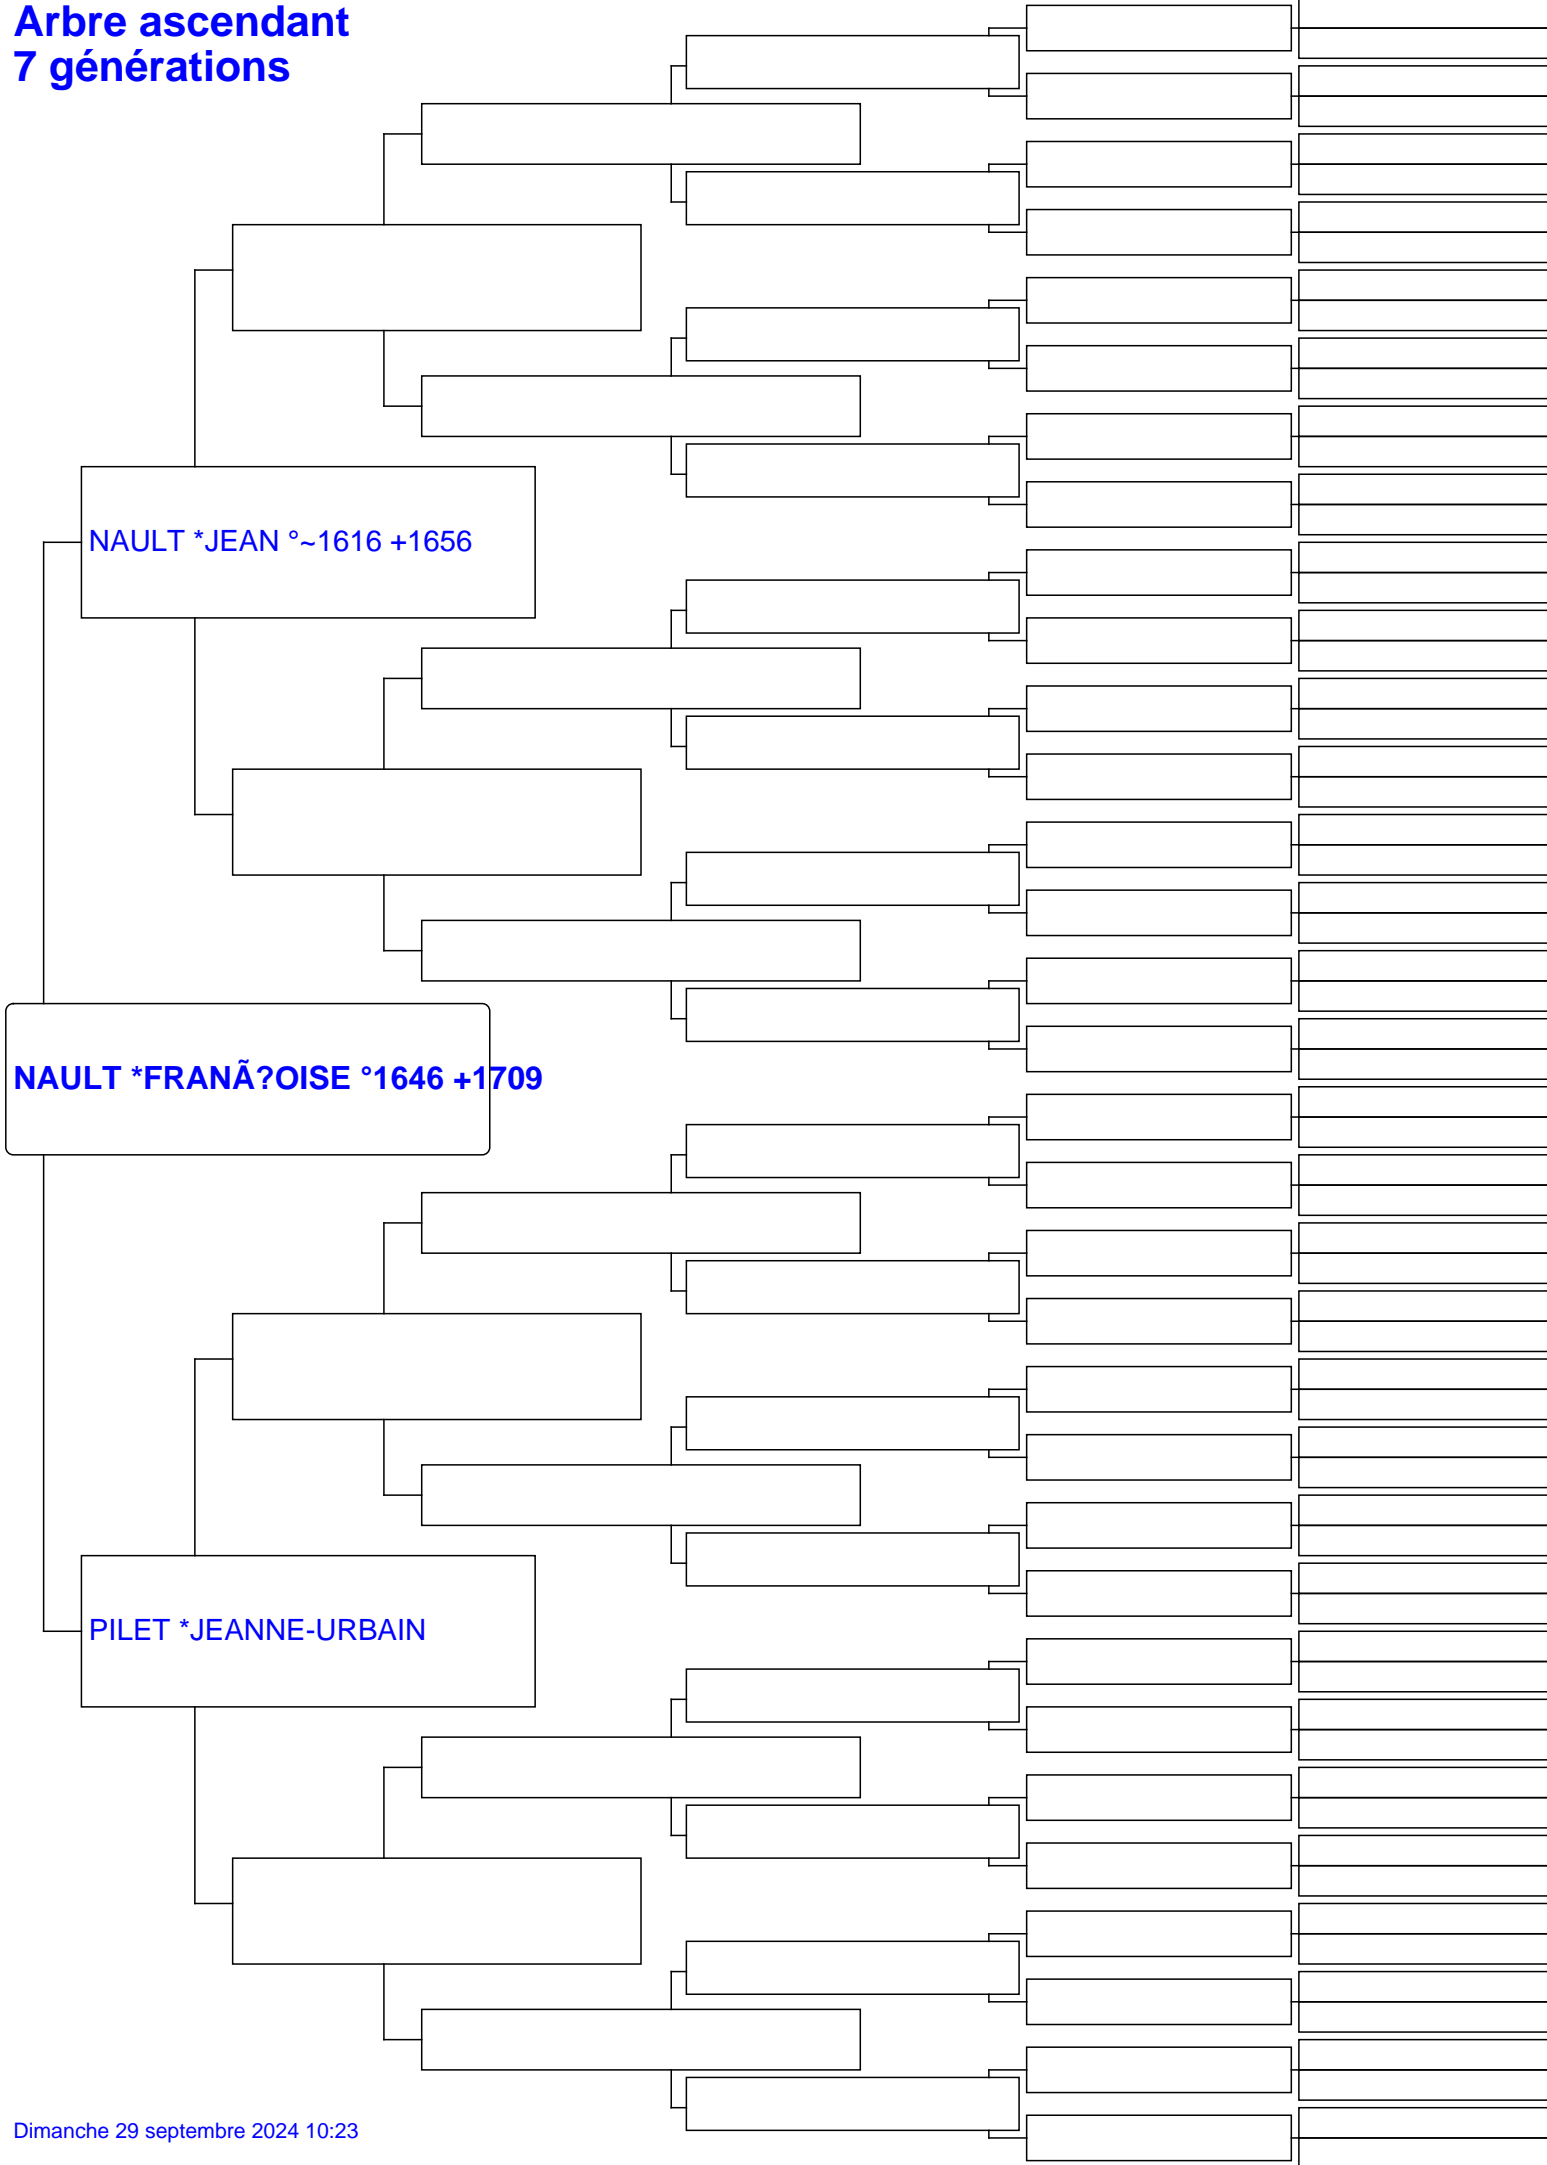 Arbre ascendant
7 générations
NAULT *JEAN °~1616 +1656
NAULT *FRANÃ?OISE °1646 +1709
PILET *JEANNE-URBAIN
Dimanche 29 septembre 2024 10:23